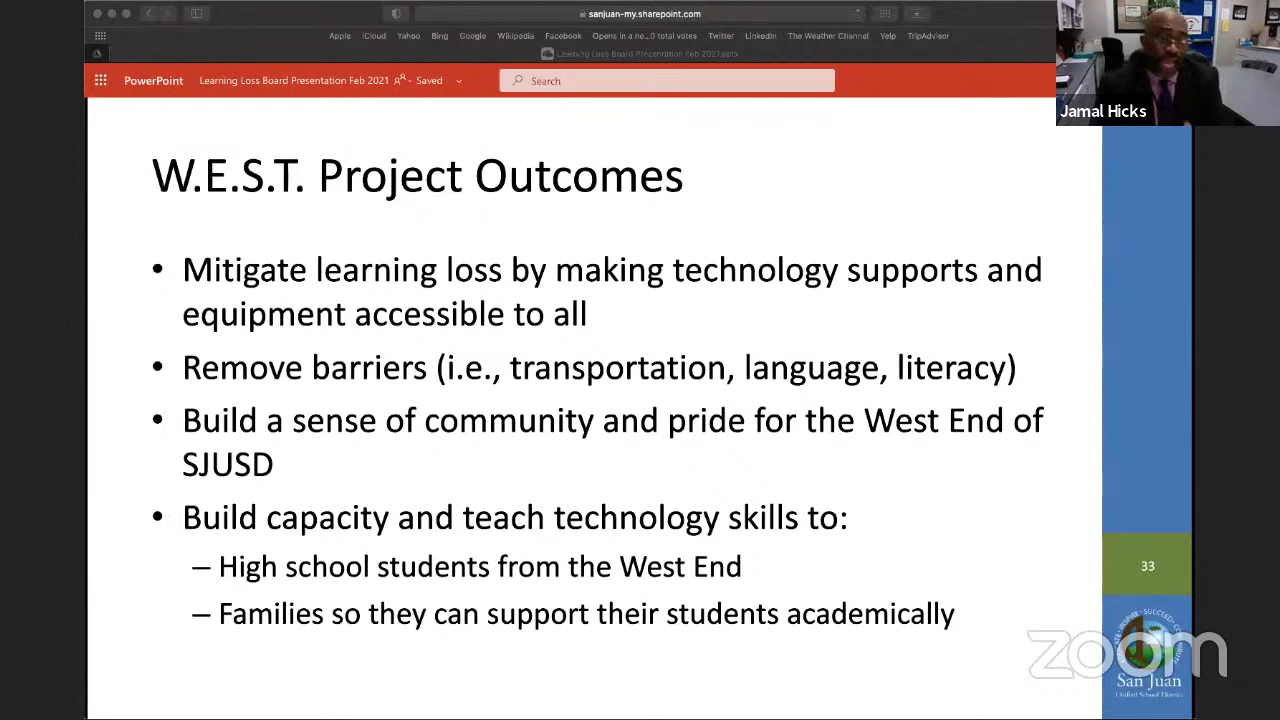 sanjuan-my.sharepoint.com
Apple iCloud Yahoo Bing Google Wikipedia Facebook Opens in a ne...0 total votes Twitter LinkedIn The Weather Channel Yelp TripAdvisor
Learning Loss Board Presentation Feb 2021.pptx
PowerPoint Learning Loss Board Presentation Feb 2021 - Saved Search
Jamal Hicks
W.E.S.T. Project Outcomes
• Mitigate learning loss by making technology supports and
equipment accessible to all
• Remove barriers (i.e., transportation, language, literacy)
• Build a sense of community and pride for the West End of
SJUSD
• Build capacity and teach technology skills to:
– High school students from the West End
– Families so they can support their students academically
33
zoom
San Juan
Unified School District